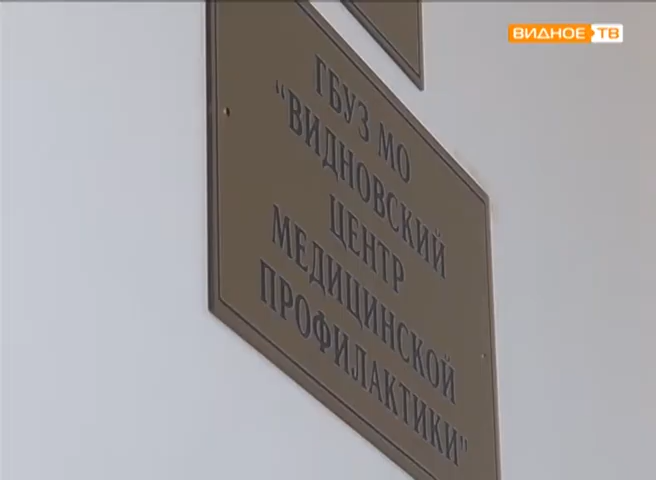 ВИДНОЕ ТВ
ГБУЗ МО
"ВИДНОВСКИЙ
ЦЕНТР
МЕДИЦИНСКОЙ
ПРОФИЛАКТИКИ"